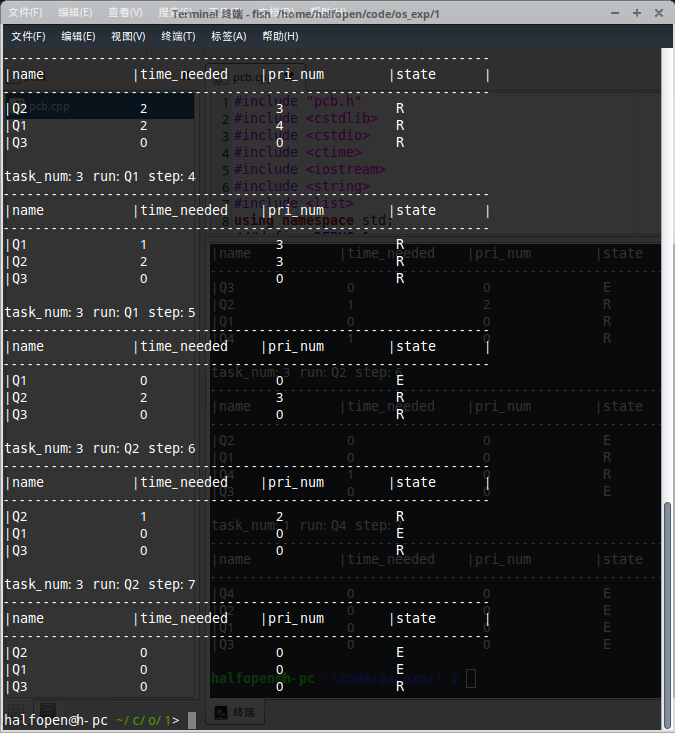 Terminal 终端 - fish /home/halfopen/code/os_exp/1
文件(F) 编辑(E) 视图(V) 终端(T) 标签(A) 帮助(H)
|name |time_needed |pri_num |state |
|Q2 2 3 R
|Q1 2 4 R
|Q3 0 0 R
task_num: 3 run: Q1 step: 4
|name |time_needed |pri_num |state |
|Q1 1 3 R
|Q2 2 3 R
|Q3 0 0 R
task_num: 3 run: Q1 step: 5
|name |time_needed |pri_num |state |
|Q1 0 0 E
|Q2 2 3 R
|Q3 0 0 R
task_num: 3 run: Q2 step: 6
|name |time_needed |pri_num |state |
|Q2 1 2 R
|Q1 0 0 E
|Q3 0 0 R
task_num: 3 run: Q2 step: 7
|name |time_needed |pri_num |state |
|Q2 0 0 E
|Q1 0 0 E
|Q3 0 0 R
halfopen@h-pc ~/c/o/1>
pcb.cpp
pcb.cpp
1 #include "pcb.h"
2 #include <cstdlib>
3 #include <cstdio>
4 #include <ctime>
5 #include <iostream>
6 #include <string>
7 #include <list>
8 using namespace std;
|name |time_needed |pri_num |state
|Q3 0 0 E
|Q2 1 2 R
|Q1 0 0 R
|Q4 1 R
task_num: 3 run: Q2 step: 6
|name |time_needed |pri_num |state
|Q2 0 0 E
|Q1 0 0 R
1 0 R
|Q3 0 0 E
task_num: 1 run: Q4 step:
|name |time_needed |pri_num |state
|Q4 0 0 E
|Q2 0 0 E
|Q1 0 0 E
|Q3 0 0 E
halfopen@h-pc ~/code/os_exp/1 $
终端